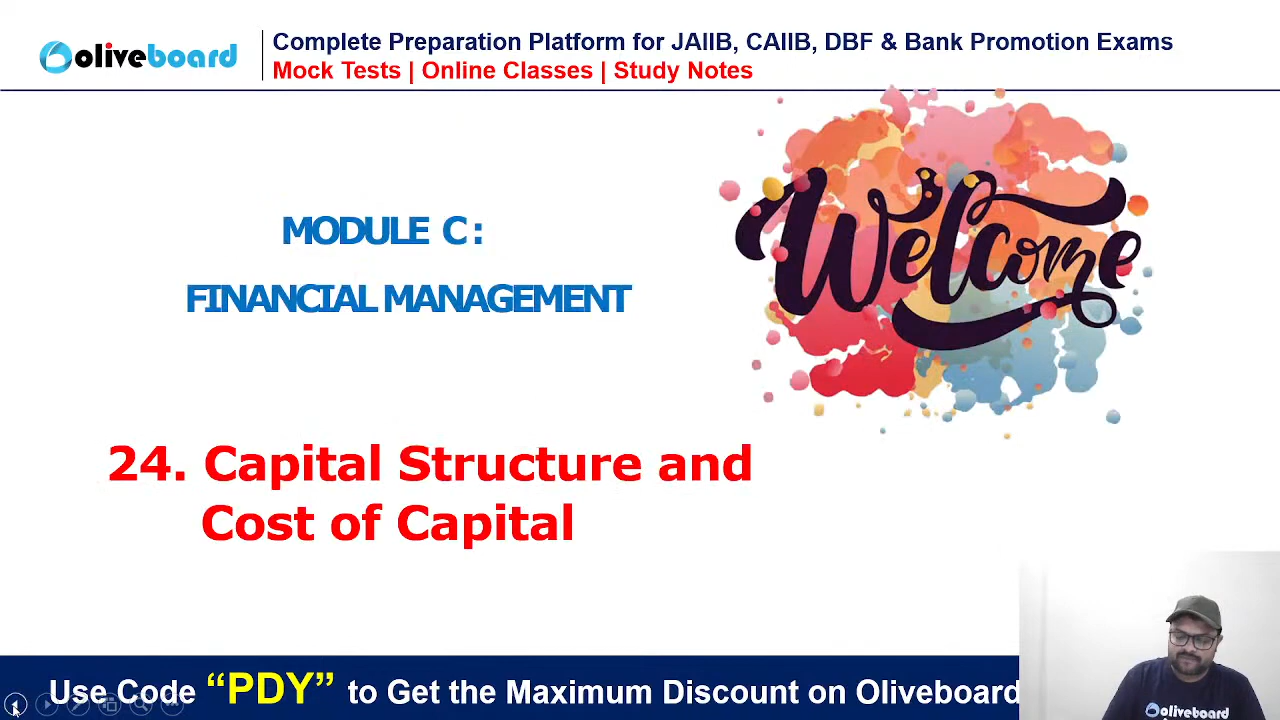 oliveboard
Complete Preparation Platform for JAIIB, CAIIB, DBF & Bank Promotion Exams
Mock Tests | Online Classes | Study Notes
Welcome
MODULE C:
FINANCIAL MANAGEMENT
24. Capital Structure and
Cost of Capital
Use Code “PDY” to Get the Maximum Discount on Oliveboard
oliveboard